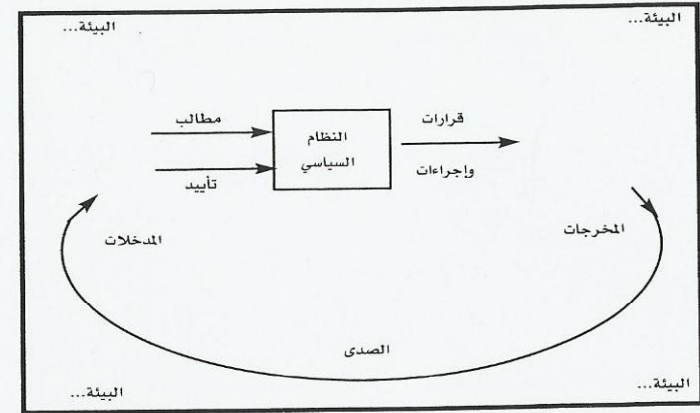 البيئة...
البيئة...
مطالب
تأييد
النظام
السياسي
قرارات
وإجراءات
المخرجات
المدخلات
الصدى
البيئة...
البيئة...